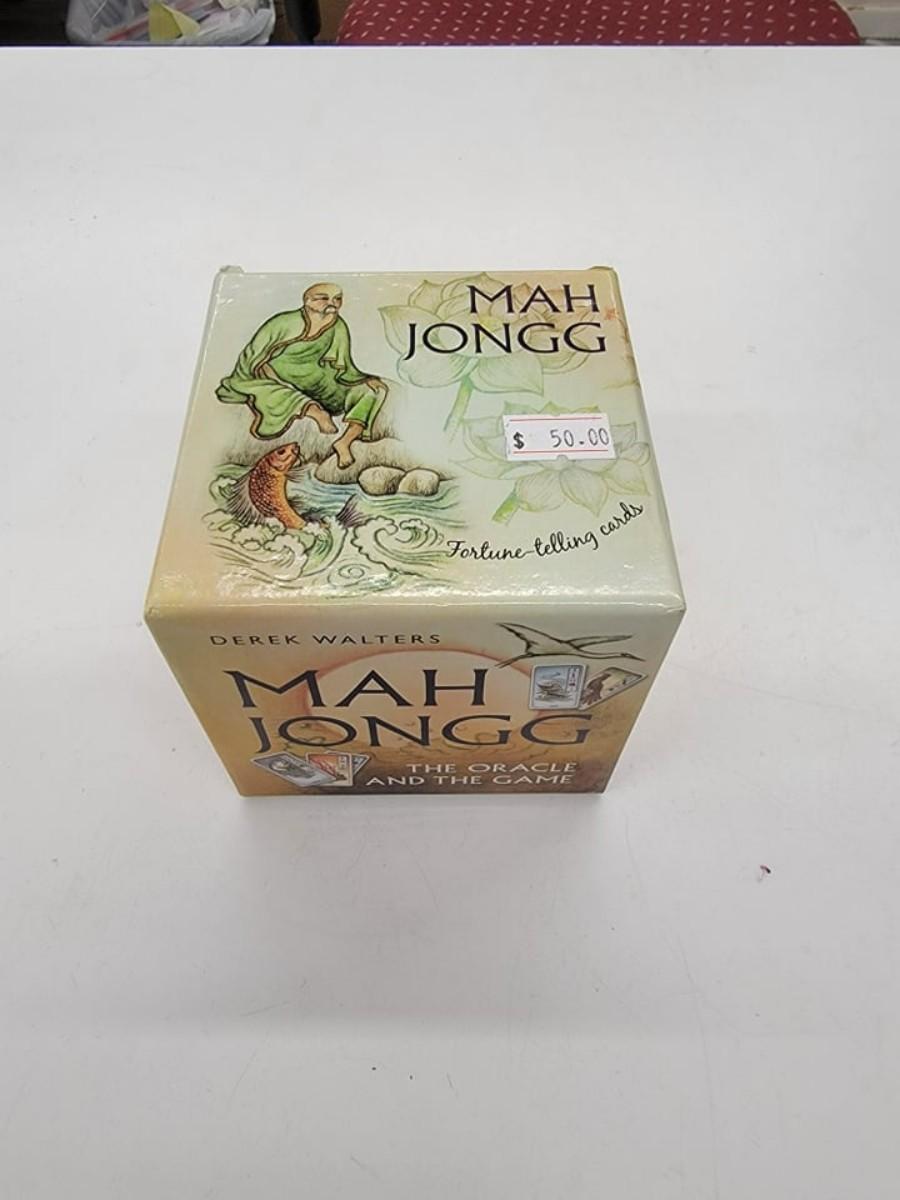 MAH
JONGG
$ 50.00
Fortune-telling cards
DEREK WALTERS
MAH
JONGG
THE ORACLE
AND THE GAME